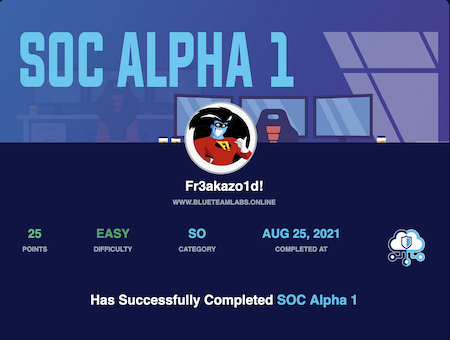 SOC ALPHA 1
Fr3akazo1d!
WWW.BLUETEAMLABS.ONLINE
25 EASY SO AUG 25, 2021
POINTS DIFFICULTY CATEGORY COMPLETED AT
Has Successfully Completed SOC Alpha 1